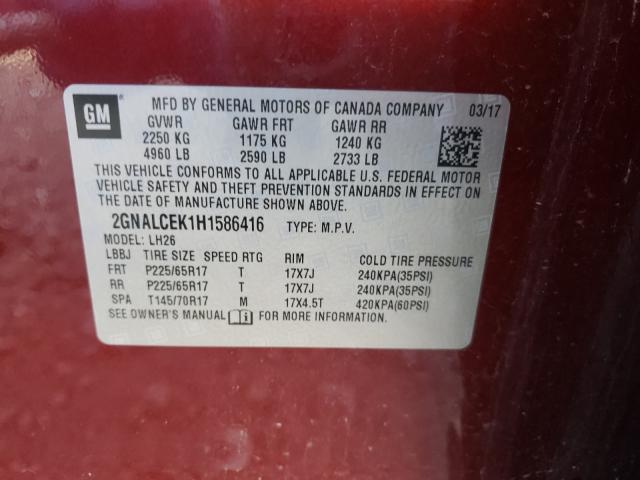 GM
MFD BY GENERAL MOTORS OF CANADA COMPANY 03/17
GVWR GAWR FRT GAWR RR
2250 KG 1175 KG 1240 KG
4960 LB 2590 LB 2733 LB
THIS VEHICLE CONFORMS TO ALL APPLICABLE U.S. FEDERAL MOTOR
VEHICLE SAFETY AND THEFT PREVENTION STANDARDS IN EFFECT ON
THE DATE OF MANUFACTURE SHOWN ABOVE.
2GNALCEK1H1586416 TYPE: M.P.V.
MODEL: LH26
LBBJ TIRE SIZE SPEED RTG RIM COLD TIRE PRESSURE
FRT P225/65R17 T 17X7J 240KPA(35PSI)
RR P225/65R17 T 17X7J 240KPA(35PSI)
SPA T145/70R17 M 17X4.5T 420KPA(60PSI)
SEE OWNER'S MANUAL FOR MORE INFORMATION.